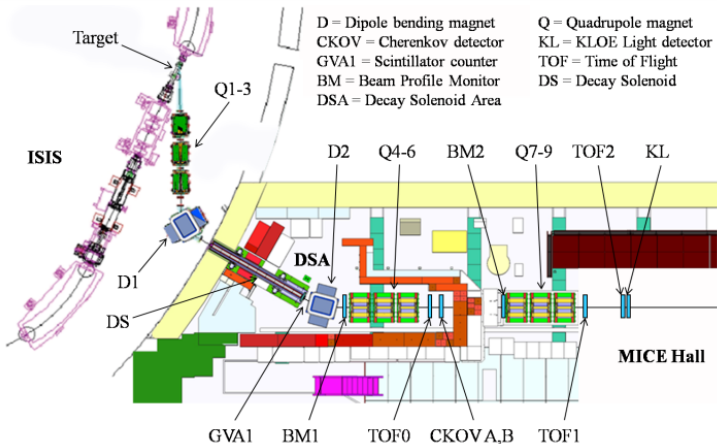 D = Dipole bending magnet
Q = Quadrupole magnet
CKOV = Cherenkov detector
KL = KLOE Light detector
GVA1 = Scintillator counter
TOF = Time of Flight
BM = Beam Profile Monitor
DS = Decay Solenoid
DSA = Decay Solenoid Area
Target
Q1-3
ISIS
D2
Q4-6
BM2
Q7-9
TOF2
KL
DSA
D1
DS
MICE Hall
GVA1
BM1
TOF0
CKOV A,B
TOF1